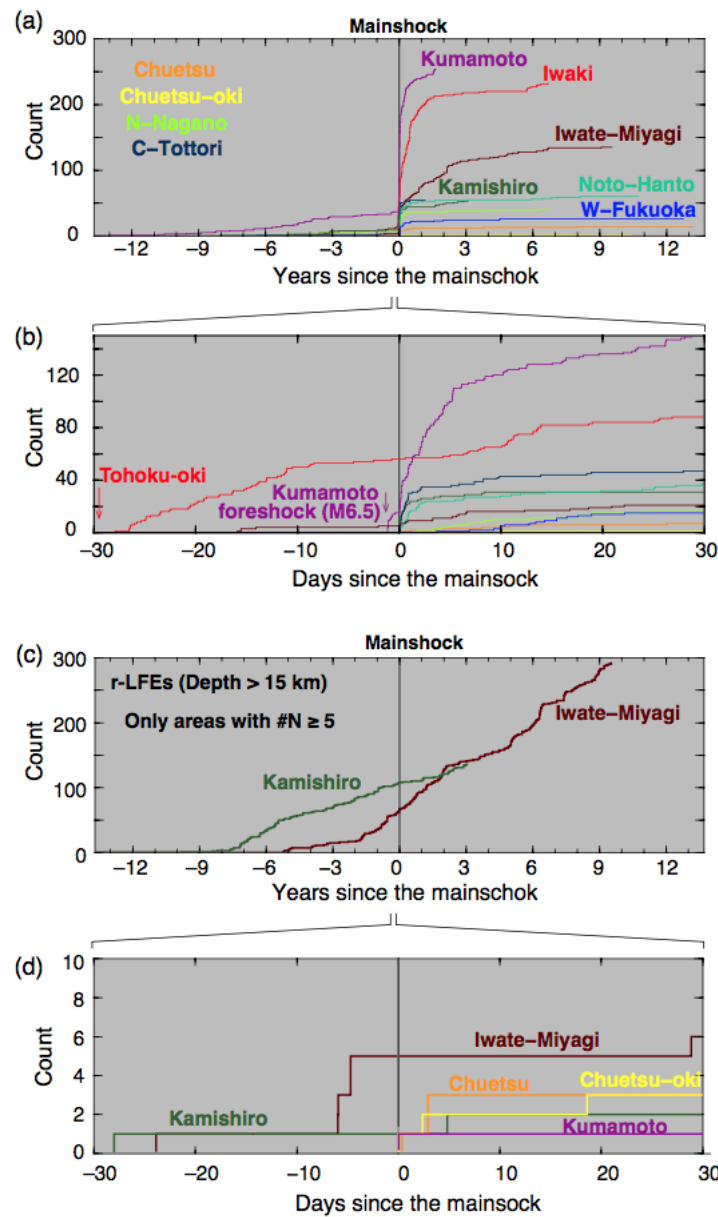 (a)
Mainshock
300
Kumamoto
Chuetsu
Iwaki
Chuetsu-oki
200
N-Nagano
C-Tottori
Iwate-Miyagi
Count
100
Kamishiro
Noto-Hanto
W-Fukuoka
0
−12 −9 −6 −3 0 3 6 9 12
Years since the mainschok
(b)
120
80
Count
Tohoku-oki
40
Kumamoto
foreshock (M6.5)
0
−30 −20 −10 0 10 20 30
Days since the mainsock
(c)
Mainshock
300
r-LFEs (Depth > 15 km)
Iwate-Miyagi
Only areas with #N ≥ 5
200
Count
Kamishiro
100
0
−12 −9 −6 −3 0 3 6 9 12
Years since the mainschok
(d)
10
8
6
Iwate-Miyagi
Count
4
Chuetsu
Chuetsu-oki
2
Kamishiro
Kumamoto
0
−30 −20 −10 0 10 20 30
Days since the mainsock